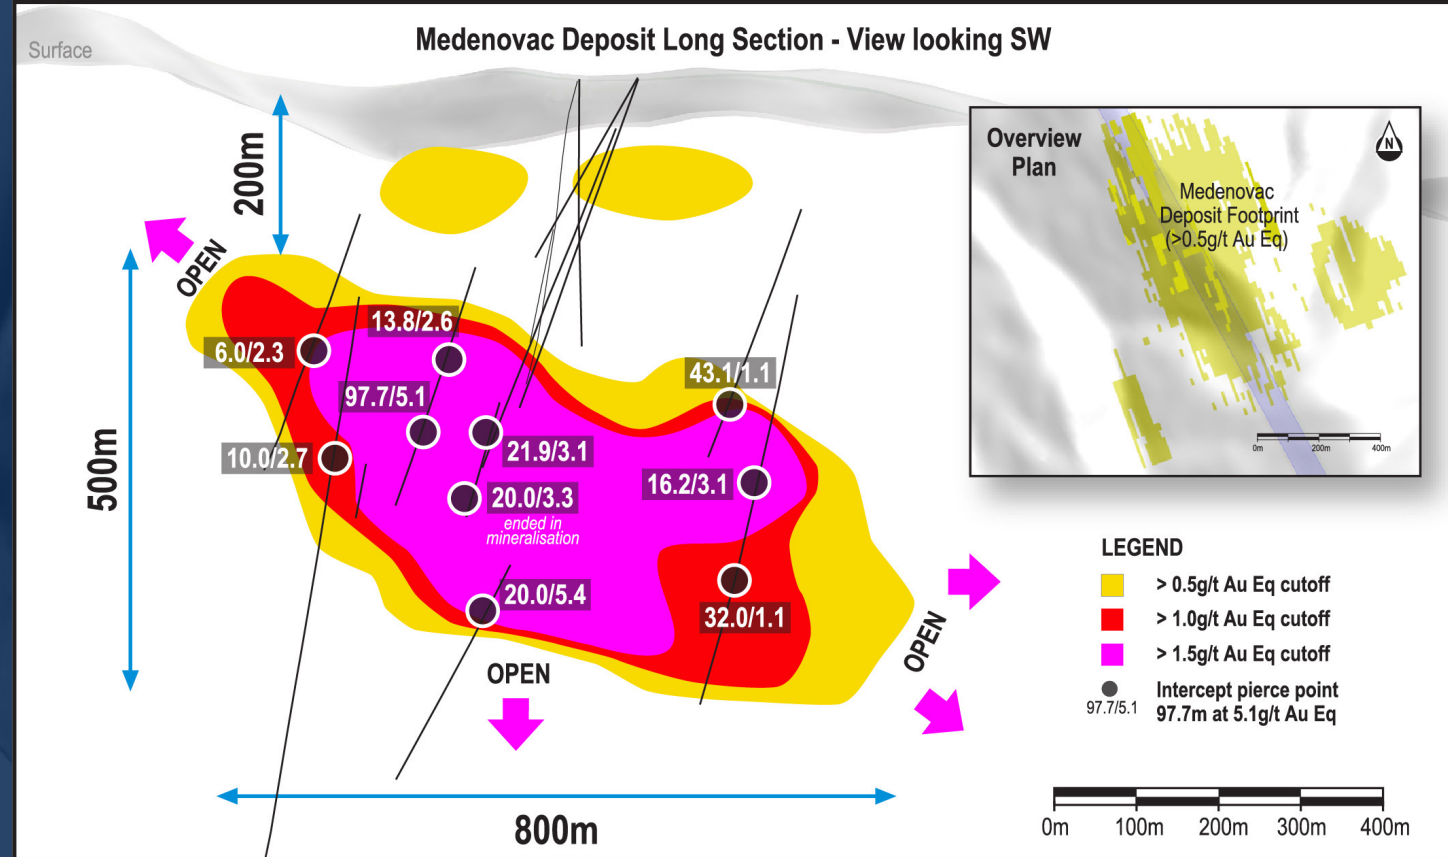 Medenovac Deposit Long Section - View looking SW
Surface
200m
OPEN
500m
6.0/2.3
13.8/2.6
97.7/5.1
10.0/2.7
21.9/3.1
20.0/3.3
ended in
mineralisation
20.0/5.4
43.1/1.1
16.2/3.1
32.0/1.1
OPEN
OPEN
800m
Overview
Plan
N
Medenovac
Deposit Footprint
(>0.5g/t Au Eq)
0m 200m 400m
LEGEND
> 0.5g/t Au Eq cutoff
> 1.0g/t Au Eq cutoff
> 1.5g/t Au Eq cutoff
97.7/5.1
Intercept pierce point
97.7m at 5.1g/t Au Eq
0m 100m 200m 300m 400m